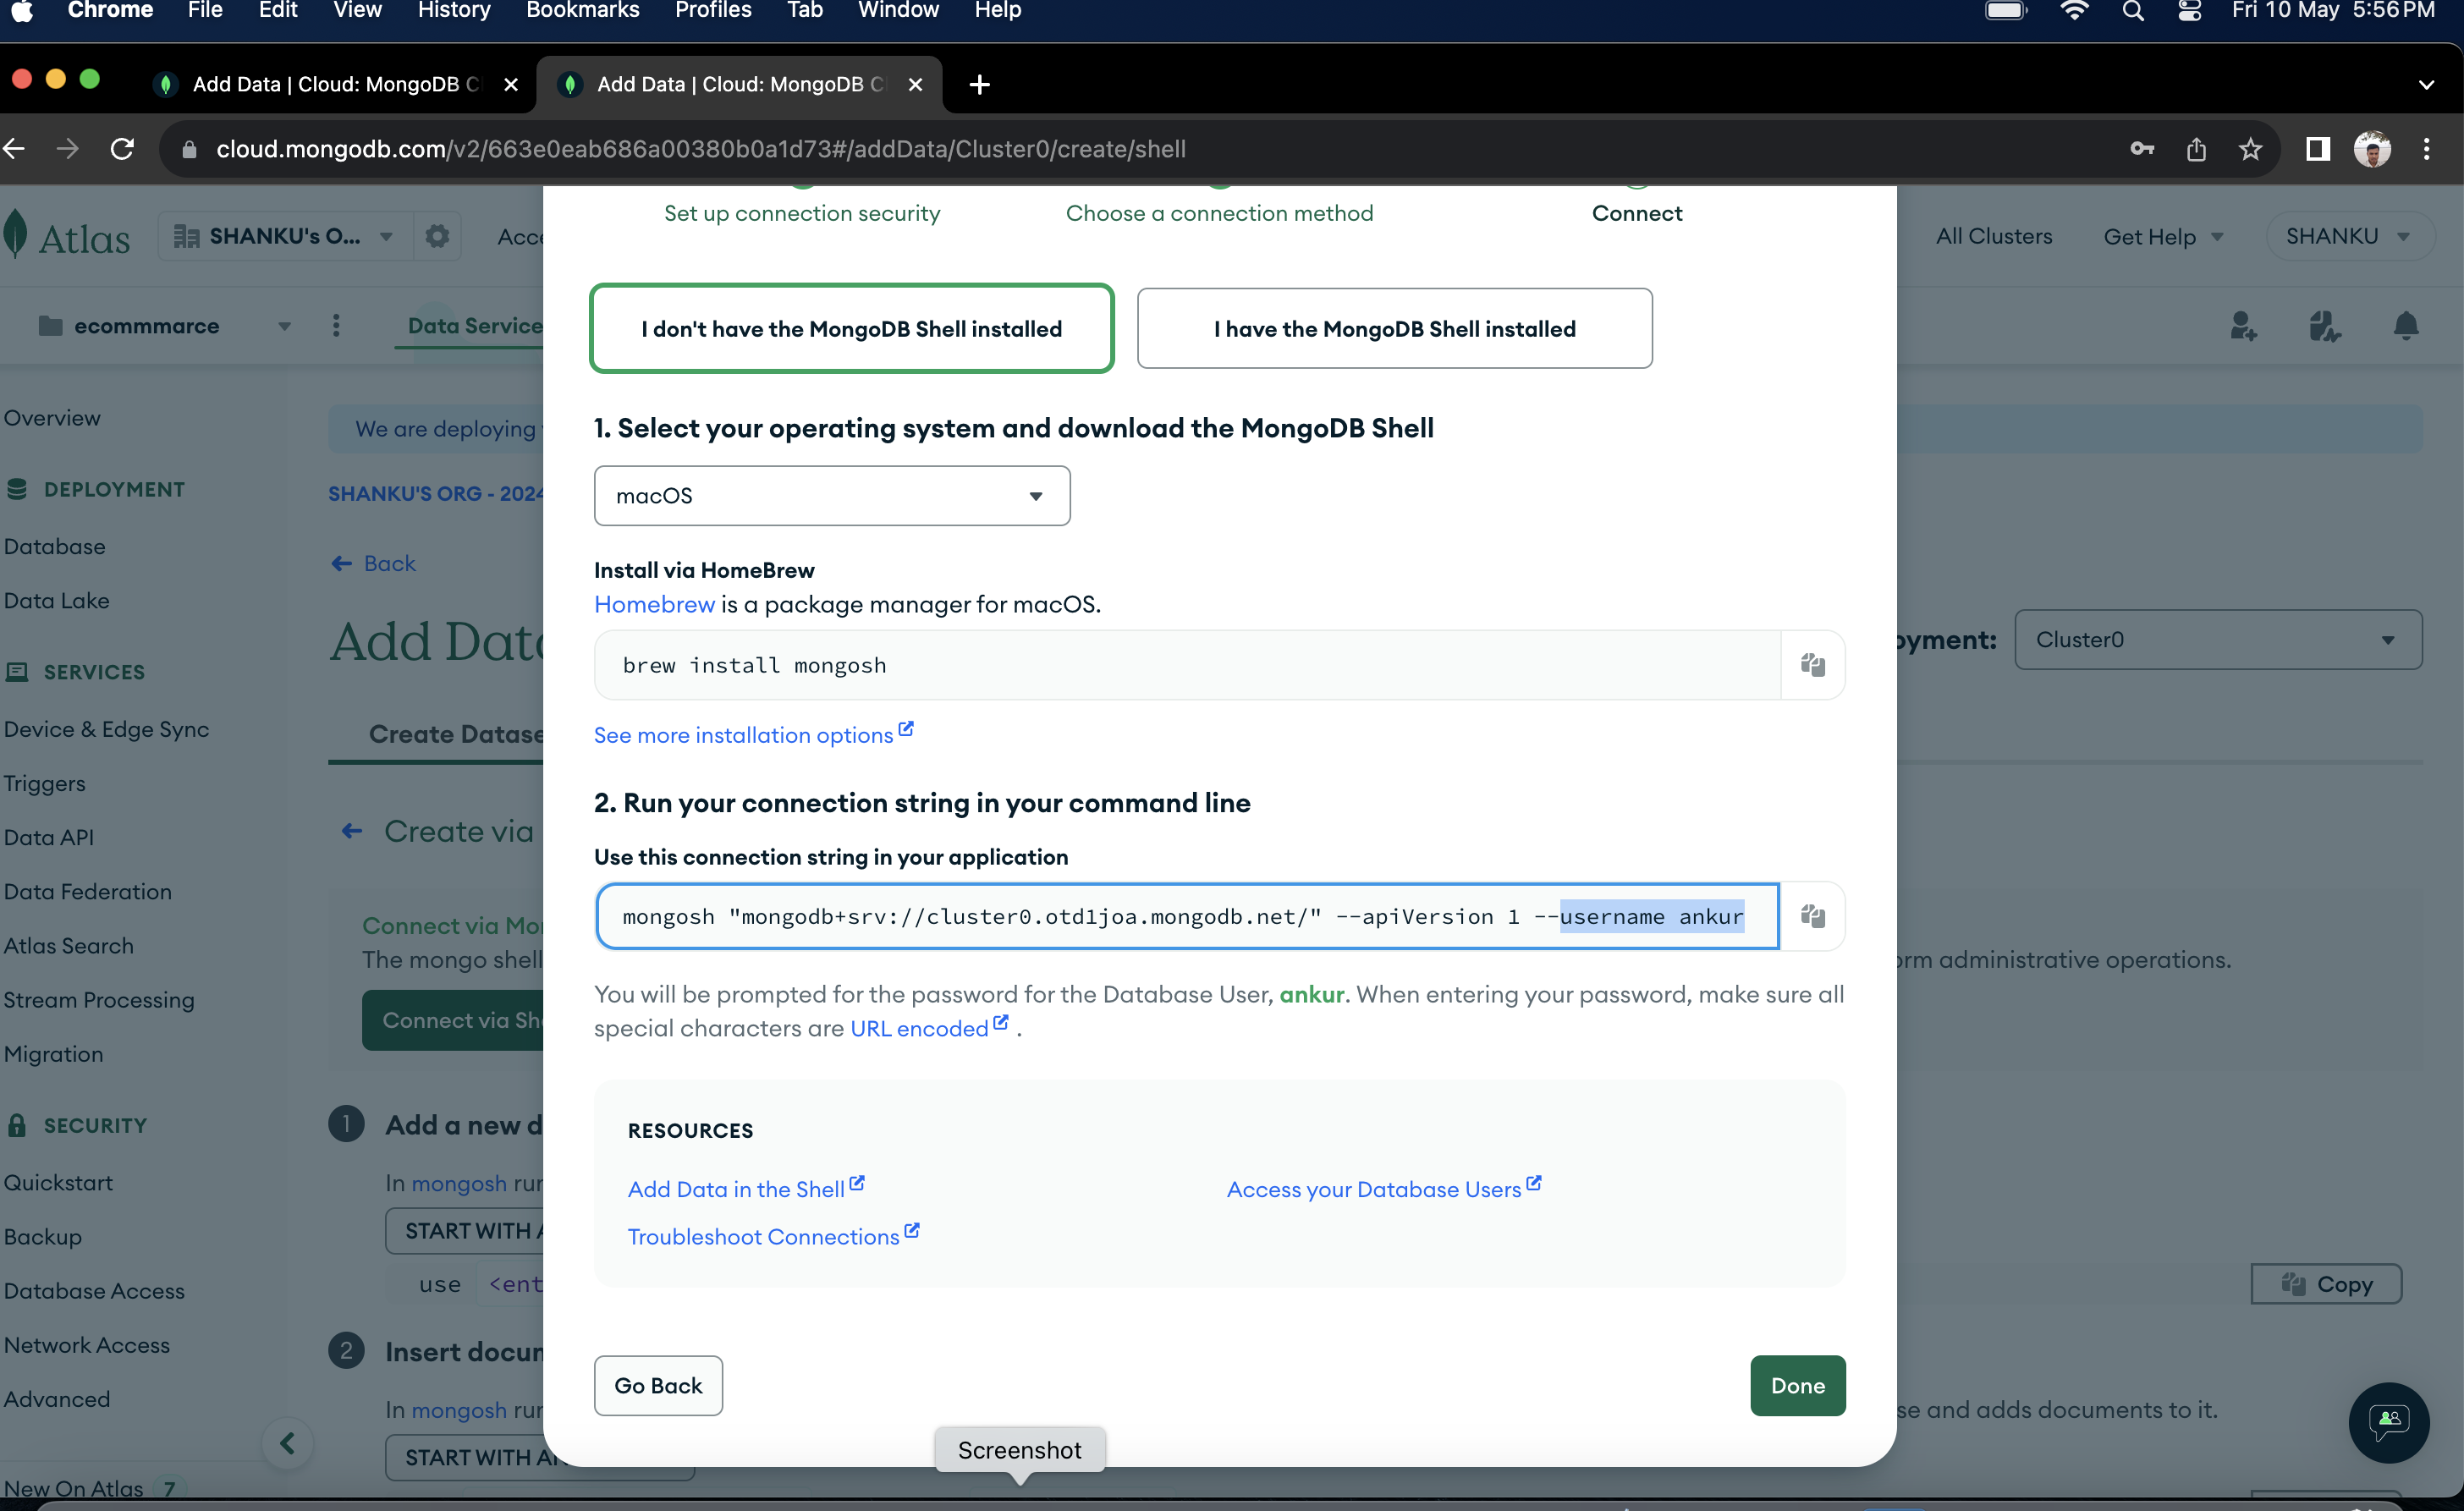 Chrome File Edit View History Bookmarks Profiles Tab Window Help Fri 10 May 5:56 PM
Add Data | Cloud: MongoDB C Add Data | Cloud: MongoDB C
cloud.mongodb.com/v2/663e0eab686a00380b0a1d73#/addData/Cluster0/create/shell
Atlas SHANKU's O... Acce All Clusters Get Help SHANKU
ecommmarce Data Service
Overview
DEPLOYMENT
Database
Data Lake
SERVICES
Device & Edge Sync
Triggers
Data API
Data Federation
Atlas Search
Stream Processing
Migration
SECURITY
Quickstart
Backup
Database Access
Network Access
Advanced
New On Atlas 7
We are deploying
SHANKU'S ORG - 2024
Back
Add Data
oyment: Cluster0
Create Datase
Create via
Connect via Mon
The mongo shell
orm administrative operations.
Connect via She
1 Add a new d
In mongosh run
START WITH A
use <ent
Copy
2 Insert docum
In mongosh run
se and adds documents to it.
START WITH AN
Set up connection security Choose a connection method Connect
I don't have the MongoDB Shell installed I have the MongoDB Shell installed
1. Select your operating system and download the MongoDB Shell
macOS
Install via HomeBrew
Homebrew is a package manager for macOS.
brew install mongosh
See more installation options
2. Run your connection string in your command line
Use this connection string in your application
mongosh "mongodb+srv://cluster0.otd1joa.mongodb.net/" --apiVersion 1 --username ankur
You will be prompted for the password for the Database User, ankur. When entering your password, make sure all
special characters are URL encoded .
RESOURCES
Add Data in the Shell Access your Database Users
Troubleshoot Connections
Go Back Done
Screenshot